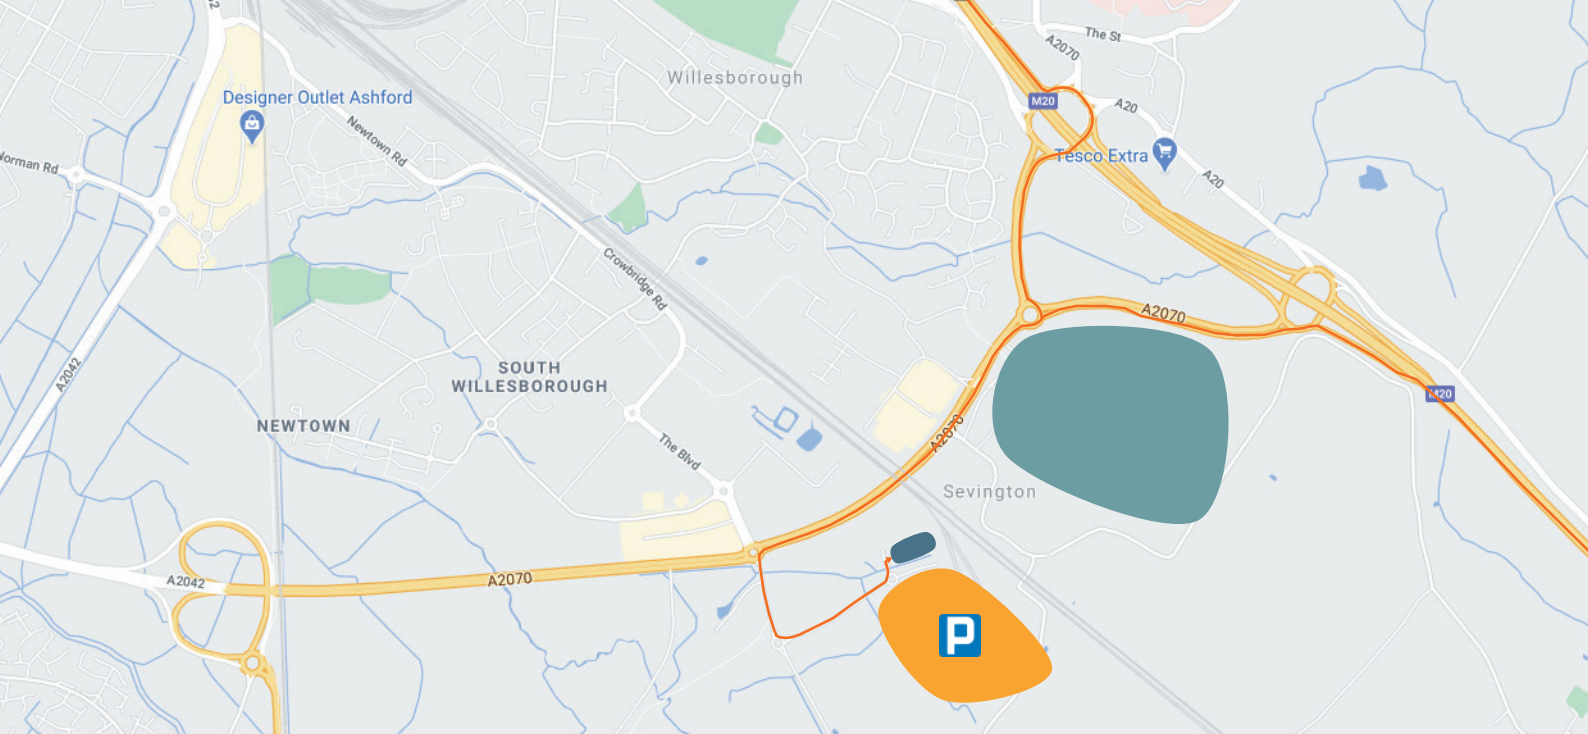 2
The St
A2070
Willesborough
Designer Outlet Ashford
M20
A20
Newtown Rd
Tesco Extra
Norman Rd
A20
Crowbridge Rd
A2070
SOUTH
WILLESBOROUGH
A2042
M20
NEWTOWN
A2070
The Blvd
Sevington
A2042
A2070
P